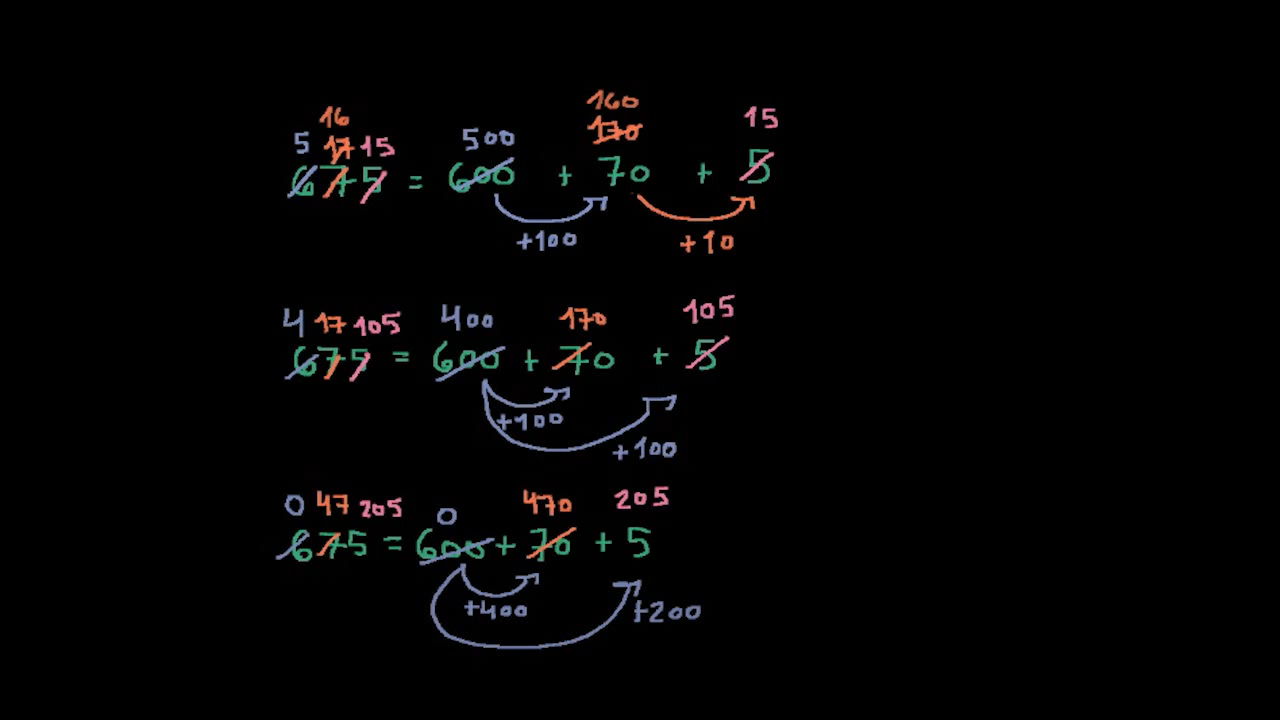 16 160
5 17 15 500 170 15
675 = 600 + 70 + 5
+100 +10
4 17 105 400 170 105
675 = 600 + 70 + 5
+100
+100
0 47 205 0 470 205
675 = 600 + 70 + 5
+400 +200